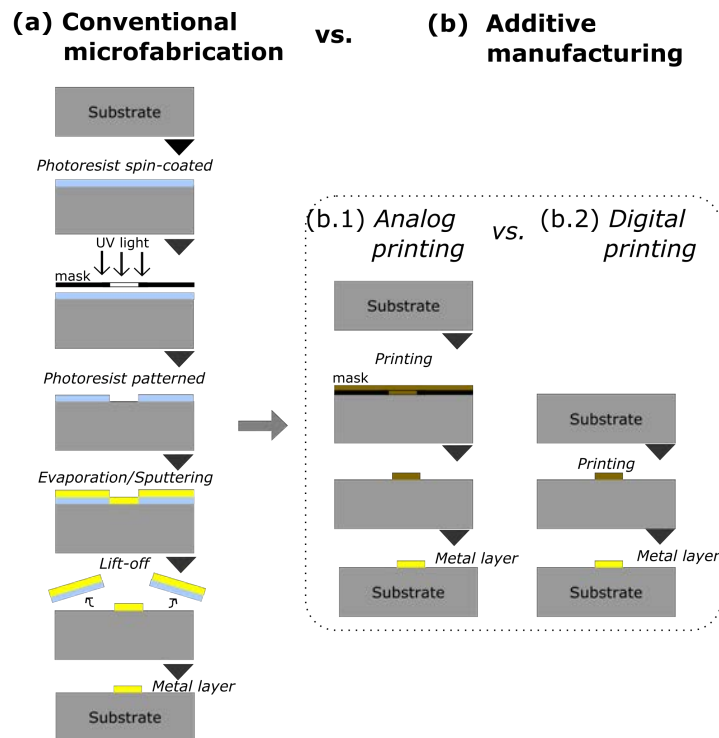 (a) Conventional
microfabrication
vs.
(b) Additive
manufacturing
Substrate
Photoresist spin-coated
UV light
mask
Photoresist patterned
Evaporation/Sputtering
Lift-off
Metal layer
Substrate
(b.1) Analog
printing
vs.
(b.2) Digital
printing
Substrate
Printing
mask
Metal layer
Substrate
Substrate
Printing
Metal layer
Substrate